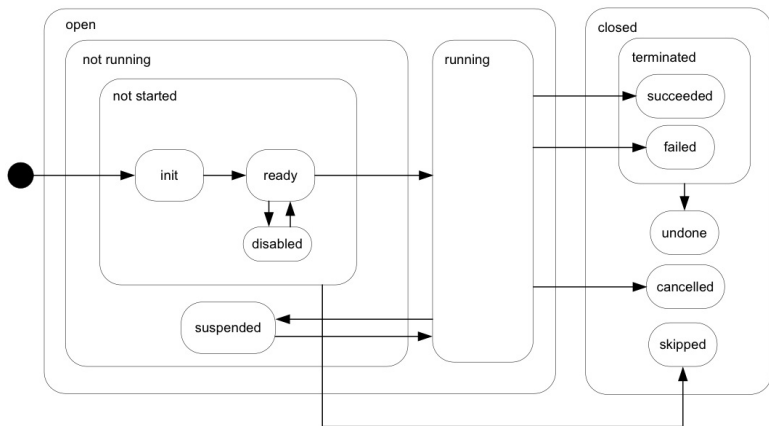 open
closed
not running
running
terminated
not started
succeeded
failed
init
ready
disabled
undone
cancelled
suspended
skipped